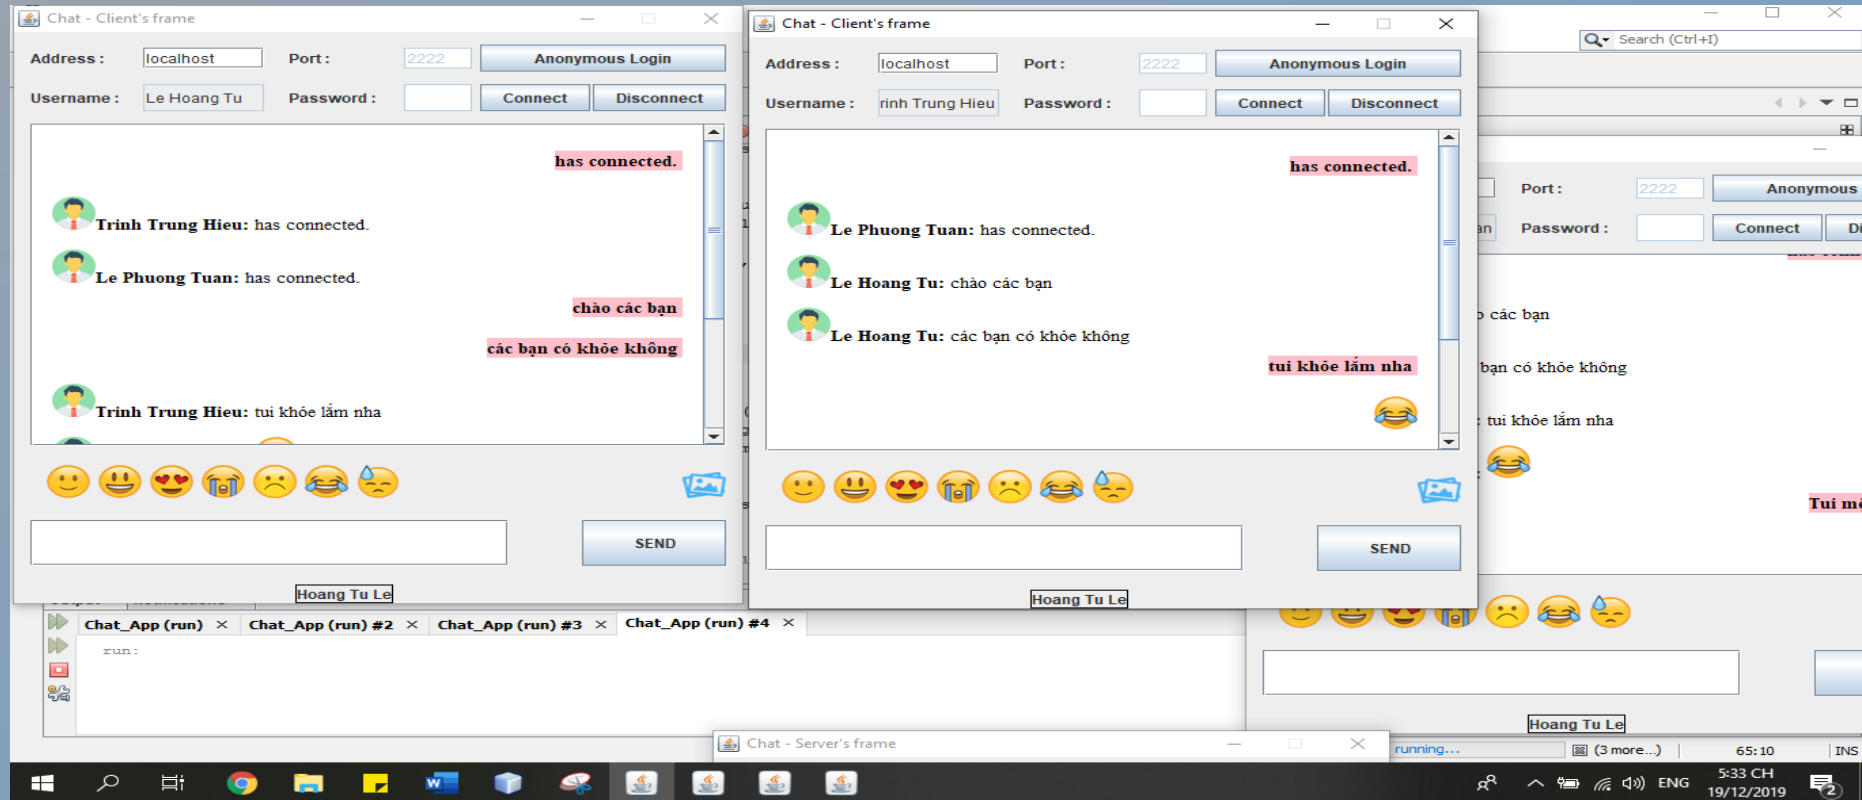 Chat - Client's frame
Address :
localhost
Port :
2222
Anonymous Login
Username :
Le Hoang Tu
Password :
Connect
Disconnect
has connected.
Trinh Trung Hieu: has connected.
Le Phuong Tuan: has connected.
chào các bạn
các bạn có khỏe không
Trinh Trung Hieu: tui khỏe lắm nha
SEND
Hoang Tu Le
Chat - Client's frame
Address :
localhost
Port :
2222
Anonymous Login
Username :
rinh Trung Hieu
Password :
Connect
Disconnect
has connected.
Le Phuong Tuan: has connected.
Le Hoang Tu: chào các bạn
Le Hoang Tu: các bạn có khỏe không
tui khỏe lắm nha
SEND
Hoang Tu Le
Search (Ctrl+I)
Port :
2222
Anonymous
an
Password :
Connect
Di
các bạn
bạn có khỏe không
: tui khỏe lắm nha
Tui
Hoang Tu Le
Chat_App (run)
Chat_App (run) #2
Chat_App (run) #3
Chat_App (run) #4
run:
Chat - Server's frame
running...
(3 more...)
65:10
INS
ENG
5:33 CH
19/12/2019
2